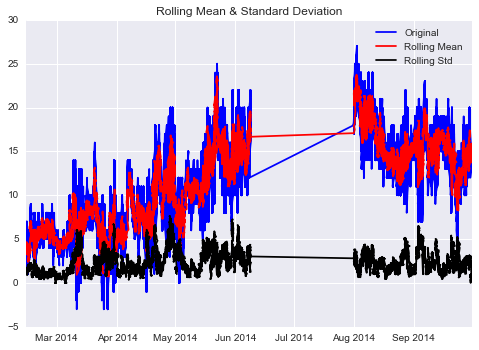 Rolling Mean & Standard Deviation
30
25
20
15
10
5
0
−5
Original
Rolling Mean
Rolling Std
Mar 2014 Apr 2014 May 2014 Jun 2014 Jul 2014 Aug 2014 Sep 2014